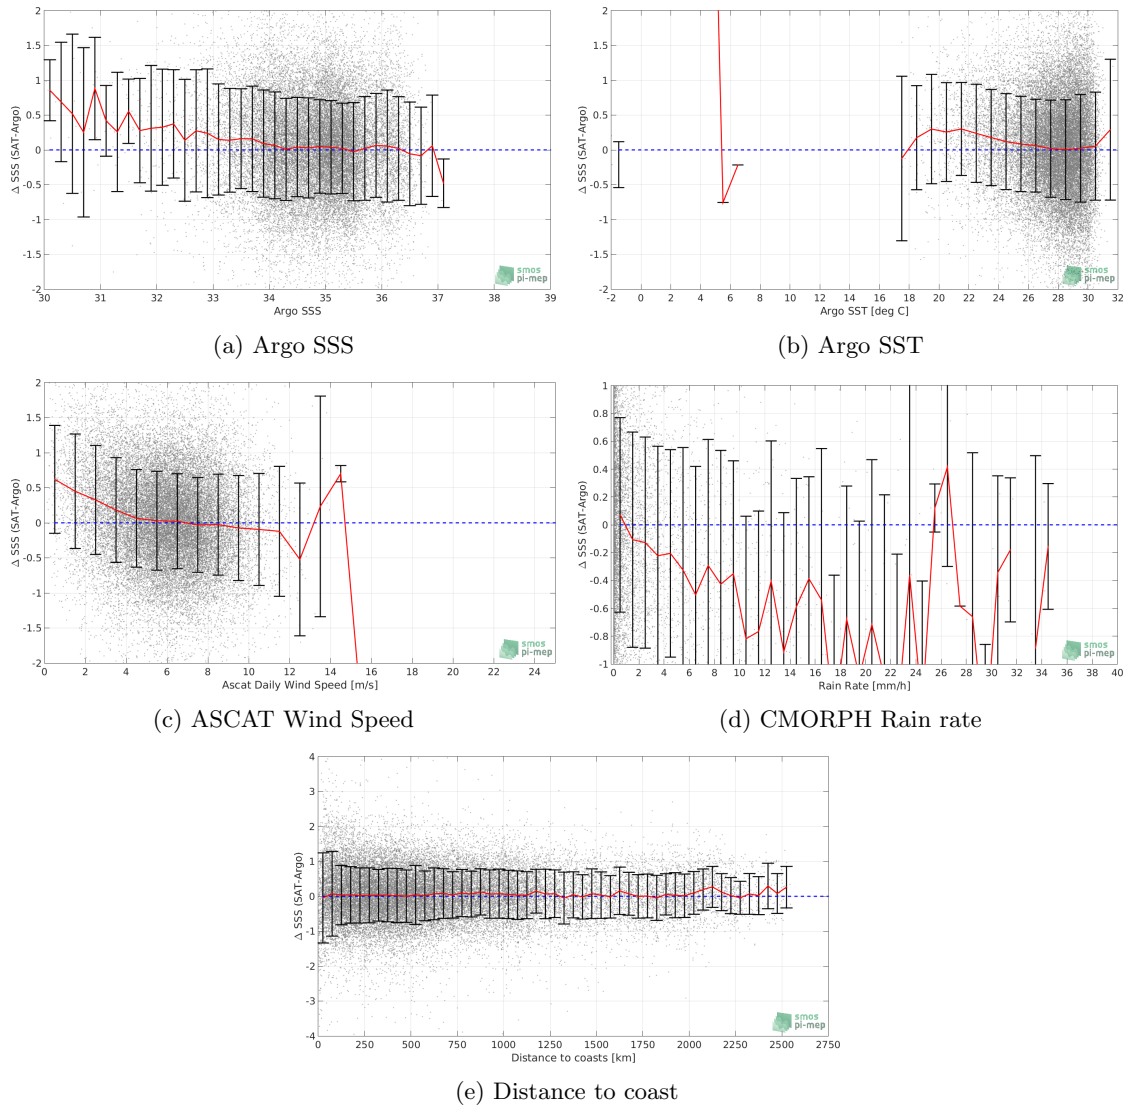 2
1.5
1
0.5
0
-0.5
-1
-1.5
-2
Δ SSS (SAT-Argo)
30 31 32 33 34 35 36 37 38 39
Argo SSS
smos
pi-mep
(a) Argo SSS
2
1.5
1
0.5
0
-0.5
-1
-1.5
-2
Δ SSS (SAT-Argo)
-2 0 2 4 6 8 10 12 14 16 18 20 22 24 26 28 30 32
Argo SST [deg C]
smos
pi-mep
(b) Argo SST
2
1.5
1
0.5
0
-0.5
-1
-1.5
-2
Δ SSS (SAT-Argo)
0 2 4 6 8 10 12 14 16 18 20 22 24
Ascat Daily Wind Speed [m/s]
smos
pi-mep
(c) ASCAT Wind Speed
1
0.8
0.6
0.4
0.2
0
-0.2
-0.4
-0.6
-0.8
-1
Δ SSS (SAT-Argo)
0 2 4 6 8 10 12 14 16 18 20 22 24 26 28 30 32 34 36 38 40
Rain Rate [mm/h]
smos
pi-mep
(d) CMORPH Rain rate
4
3
2
1
0
-1
-2
-3
-4
Δ SSS (SAT-Argo)
0 250 500 750 1000 1250 1500 1750 2000 2250 2500 2750
Distance to coasts [km]
smos
pi-mep
(e) Distance to coast